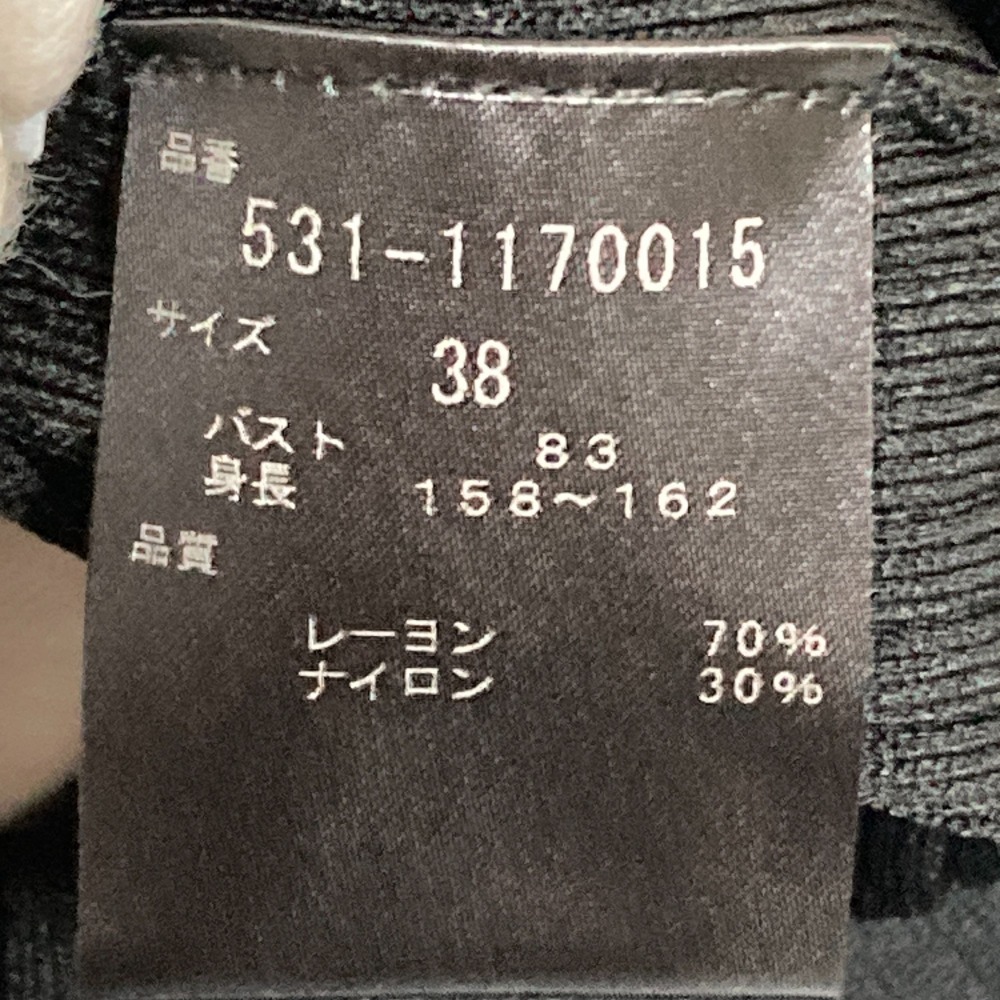 品番
531-1170015
サイズ
38
バスト 83
身長 158～162
品質
レーヨン 70%
ナイロン 30%